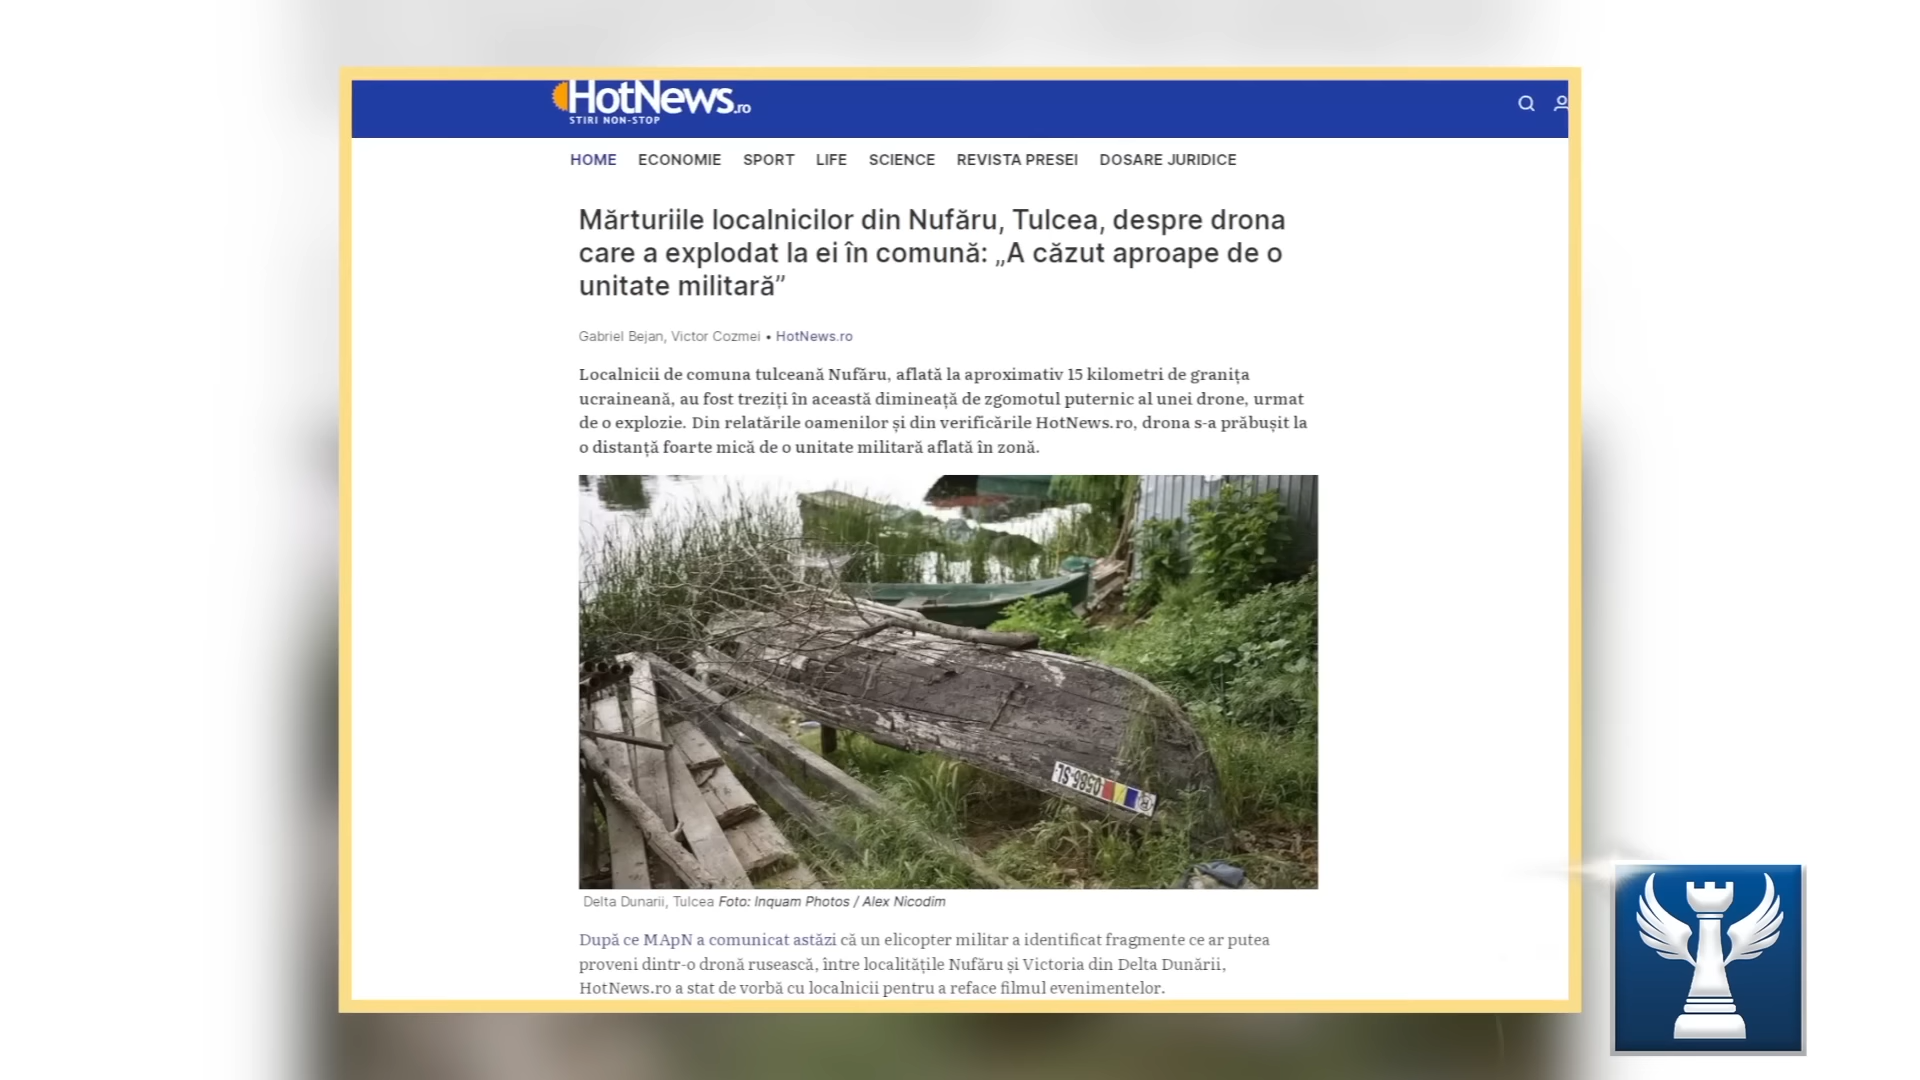 HotNews.ro
STIRI NON-STOP
HOME ECONOMIE SPORT LIFE SCIENCE REVISTA PRESEI DOSARE JURIDICE
Mărturiile localnicilor din Nufăru, Tulcea, despre drona
care a explodat la ei în comună: „A căzut aproape de o
unitate militară”
Gabriel Bejan, Victor Cozmei • HotNews.ro
Localnicii de comuna tulceană Nufăru, aflată la aproximativ 15 kilometri de granița
ucraineană, au fost treziți în această dimineață de zgomotul puternic al unei drone, urmat
de o explozie. Din relatările oamenilor și din verificările HotNews.ro, drona s-a prăbușit la
o distanță foarte mică de o unitate militară aflată în zonă.
0586-SL
Delta Dunarii, Tulcea Foto: Inquam Photos / Alex Nicodim
După ce MApN a comunicat astăzi că un elicopter militar a identificat fragmente ce ar putea
proveni dintr-o dronă rusească, între localitățile Nufăru și Victoria din Delta Dunării,
HotNews.ro a stat de vorbă cu localnicii pentru a reface filmul evenimentelor.